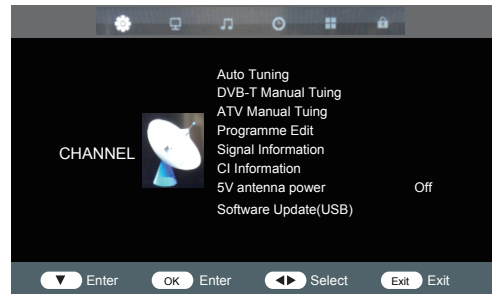 Auto Tuning
DVB-T Manual Tuing
ATV Manual Tuing
Programme Edit
CHANNEL
Signal Information
CI Information
5V antenna power Off
Software Update(USB)
▼ Enter OK Enter ◀▶ Select Exit Exit